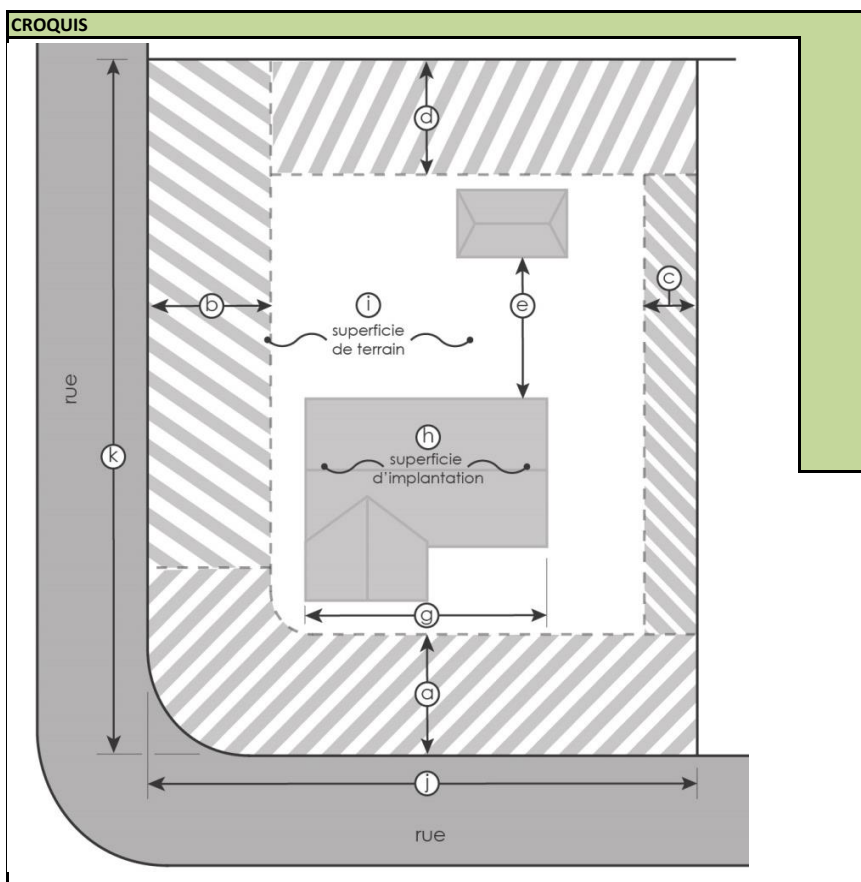 CROQUIS
d
c
b
i
e
superficie
de terrain
rue
h
k
superficie
d'implantation
g
a
j
rue